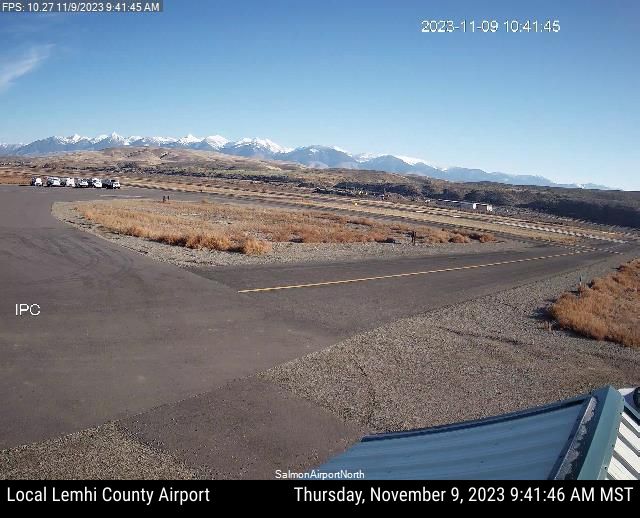 FPS: 10.27 11/9/2023 9:41:45 AM
2023-11-09 10:41:45
IPC
SalmonAirportNorth
Local Lemhi County Airport Thursday, November 9, 2023 9:41:46 AM MST